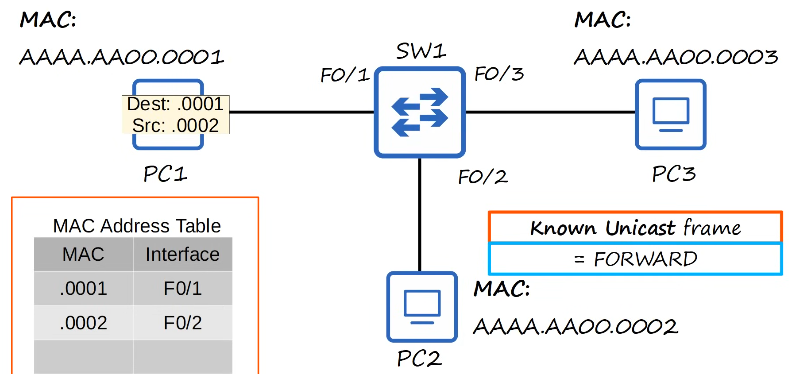 MAC:
AAAA.AA00.0001
Dest: .0001
Src: .0002
PC1
SW1
F0/1
F0/3
F0/2
MAC:
AAAA.AA00.0003
PC3
MAC Address Table
MAC Interface
.0001 F0/1
.0002 F0/2
Known Unicast frame
= FORWARD
MAC:
AAAA.AA00.0002
PC2